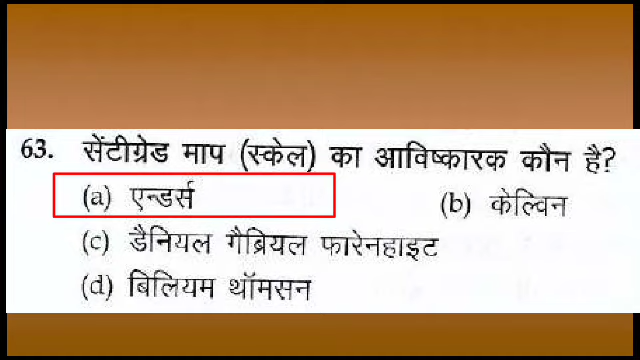 63. सेंटीग्रेड माप (स्केल) का आविष्कारक कौन है?
(a) एन्डर्स (b) केल्विन
(c) डैनियल गैब्रियल फारेनहाइट
(d) बिलियम थॉमसन